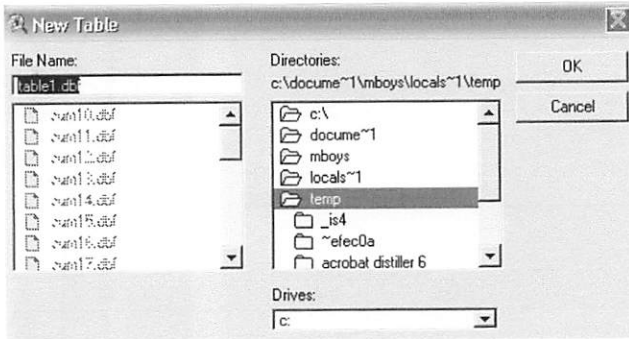 New Table
File Name:
table1.dbf
sum10.dbf
sum11.dbf
sum12.dbf
sum13.dbf
sum14.dbf
sum15.dbf
sum16.dbf
sum17.dbf
Directories:
c:\docume~1\mboys\locals~1\temp
c:\
docume~1
mboys
locals~1
temp
_is4
~efec0a
acrobat distiller 6
Drives:
c:
OK
Cancel